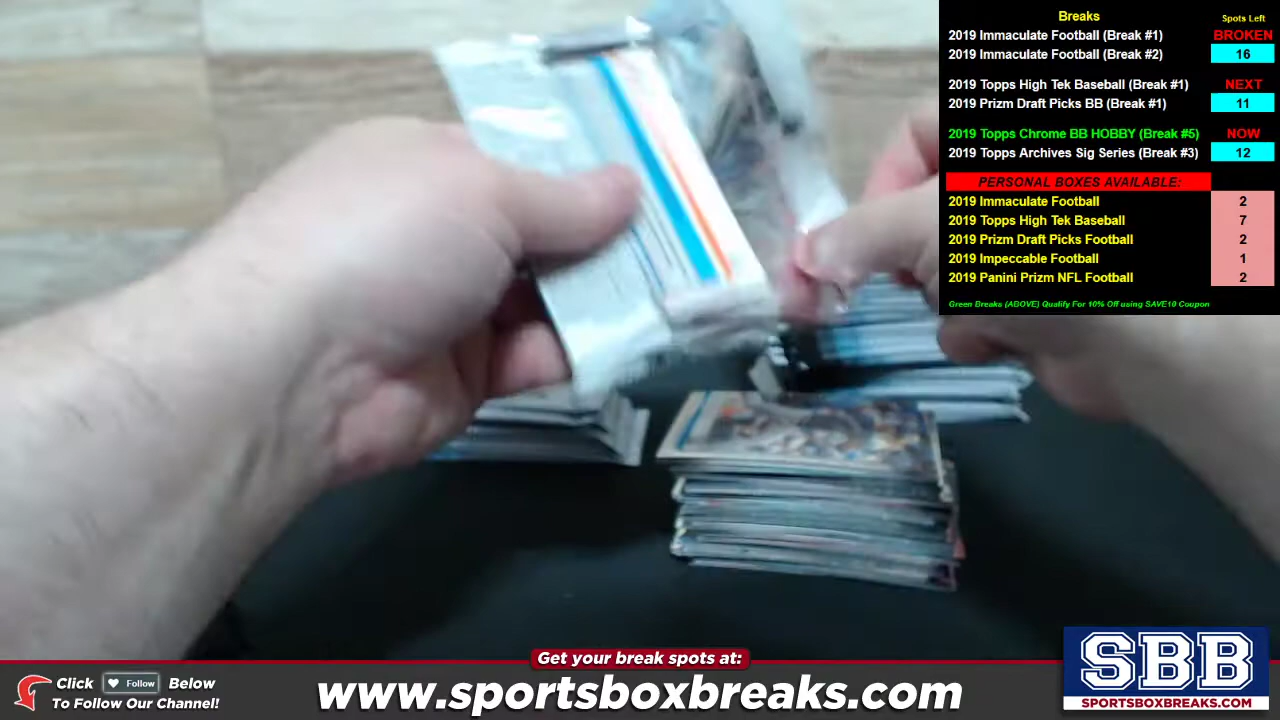 Breaks Spots Left
2019 Immaculate Football (Break #1) BROKEN
2019 Immaculate Football (Break #2) 16
2019 Topps High Tek Baseball (Break #1) NEXT
2019 Prizm Draft Picks BB (Break #1) 11
2019 Topps Chrome BB HOBBY (Break #5) NOW
2019 Topps Archives Sig Series (Break #3) 12
PERSONAL BOXES AVAILABLE:
2019 Immaculate Football 2
2019 Topps High Tek Baseball 7
2019 Prizm Draft Picks Football 2
2019 Impeccable Football 1
2019 Panini Prizm NFL Football 2
Green Breaks (ABOVE) Qualify For 10% Off using SAVE10 Coupon
Get your break spots at:
Click Follow Below
To Follow Our Channel!
www.sportsboxbreaks.com
SBB
SPORTSBOXBREAKS.COM